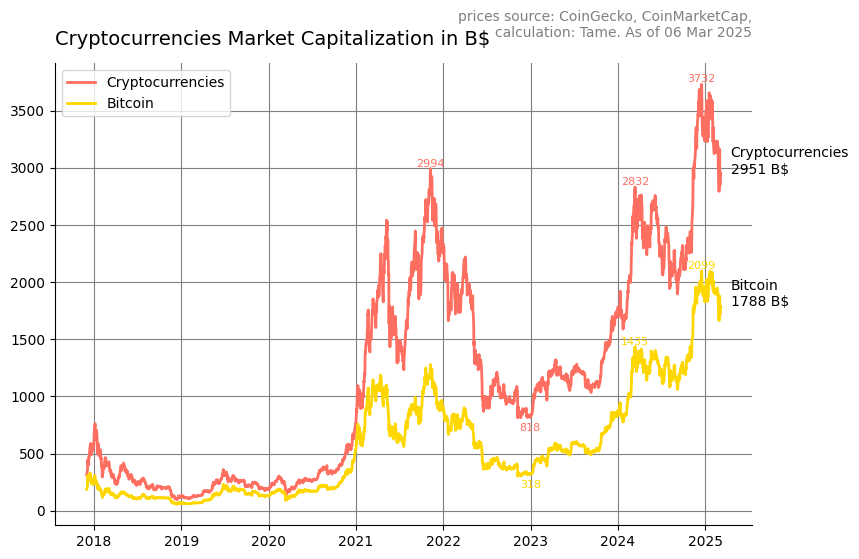 prices source: CoinGecko, CoinMarketCap,
calculation: Tame. As of 06 Mar 2025
Cryptocurrencies Market Capitalization in B$
Cryptocurrencies
Bitcoin
3732
3500
Cryptocurrencies
2951 B$
2994
3000
2832
2500
2099
Bitcoin
1788 B$
2000
1500
1435
1000
818
500
318
0
2018 2019 2020 2021 2022 2023 2024 2025